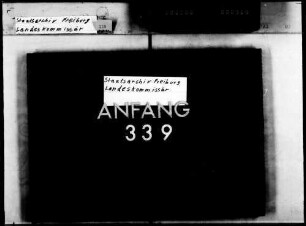 Staatsarchiv Freiburg
Landeskommissär
Staatsarchiv Freiburg
Landeskommissär
ANFANG
339